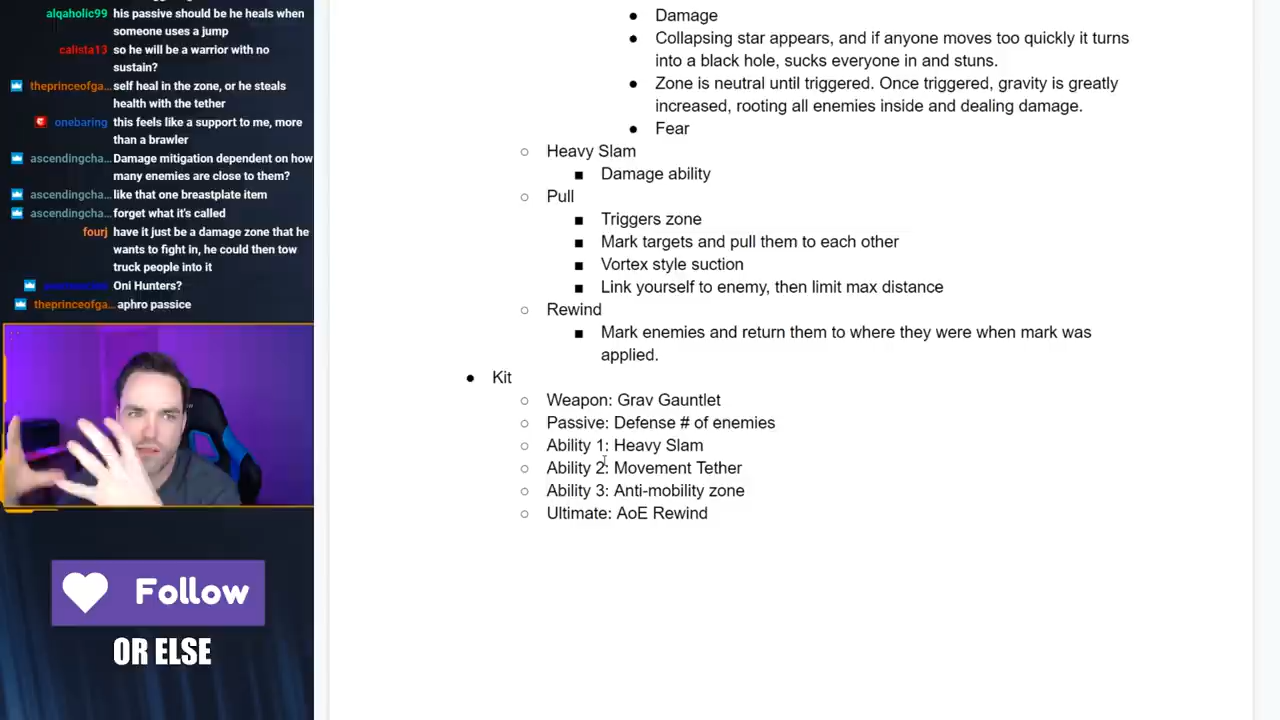 alqaholic99 his passive should be he heals when
someone uses a jump
calista13 so he will be a warrior with no
sustain?
theprinceofga... self heal in the zone, or he steals
health with the tether
onebaring this feels like a support to me, more
than a brawler
ascendingcha... Damage mitigation dependent on how
many enemies are close to them?
ascendingcha... like that one breastplate item
ascendingcha... forget what it's called
fourj have it just be a damage zone that he
wants to fight in, he could then tow
truck people into it
Oni Hunters?
theprinceofga... aphro passice
Follow
OR ELSE
● Damage
● Collapsing star appears, and if anyone moves too quickly it turns
into a black hole, sucks everyone in and stuns.
● Zone is neutral until triggered. Once triggered, gravity is greatly
increased, rooting all enemies inside and dealing damage.
● Fear
○ Heavy Slam
■ Damage ability
○ Pull
■ Triggers zone
■ Mark targets and pull them to each other
■ Vortex style suction
■ Link yourself to enemy, then limit max distance
○ Rewind
■ Mark enemies and return them to where they were when mark was
applied.
● Kit
○ Weapon: Grav Gauntlet
○ Passive: Defense # of enemies
○ Ability 1: Heavy Slam
○ Ability 2: Movement Tether
○ Ability 3: Anti-mobility zone
○ Ultimate: AoE Rewind